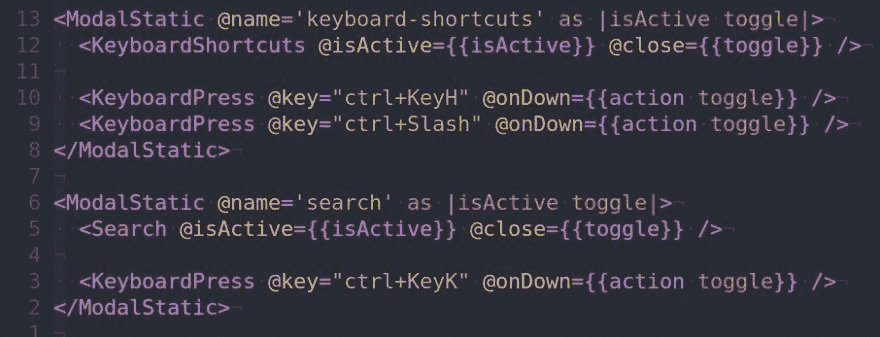 13 <ModalStatic @name='keyboard-shortcuts' as |isActive toggle|>¬
12   <KeyboardShortcuts @isActive={{isActive}} @close={{toggle}} />¬
11 ¬
10   <KeyboardPress @key="ctrl+KeyH" @onDown={{action toggle}} />¬
9   <KeyboardPress @key="ctrl+Slash" @onDown={{action toggle}} />¬
8 </ModalStatic>¬
7 ¬
6 <ModalStatic @name='search' as |isActive toggle|>¬
5   <Search @isActive={{isActive}} @close={{toggle}} />¬
4 ¬
3   <KeyboardPress @key="ctrl+KeyK" @onDown={{action toggle}} />¬
2 </ModalStatic>¬
1 ¬